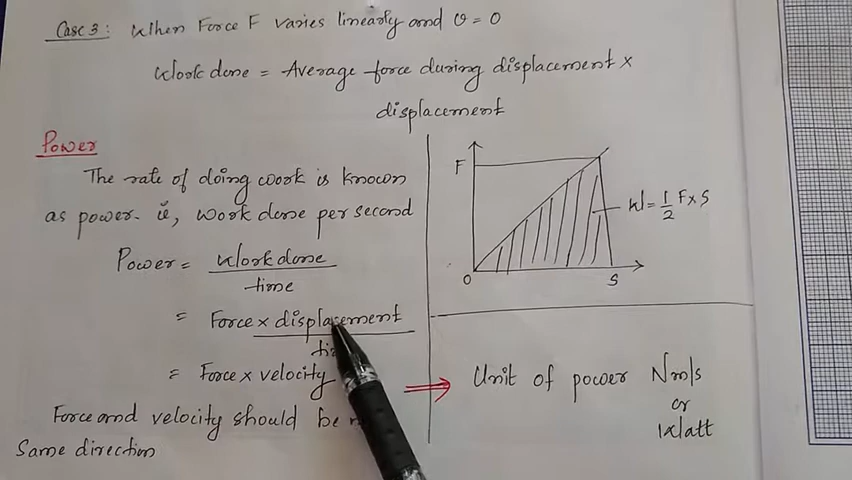 Case 3: When Force F varies linearly and θ = 0
Work done = Average force during displacement ×
displacement
Power
The rate of doing work is known
as power. ie, work done per second
Power = Work done
time
= Force × displacement
= Force × velocity
Force and velocity should be
Same direction
F
W = 1/2 F × S
O
S
Unit of power Nm/s
or
Watt